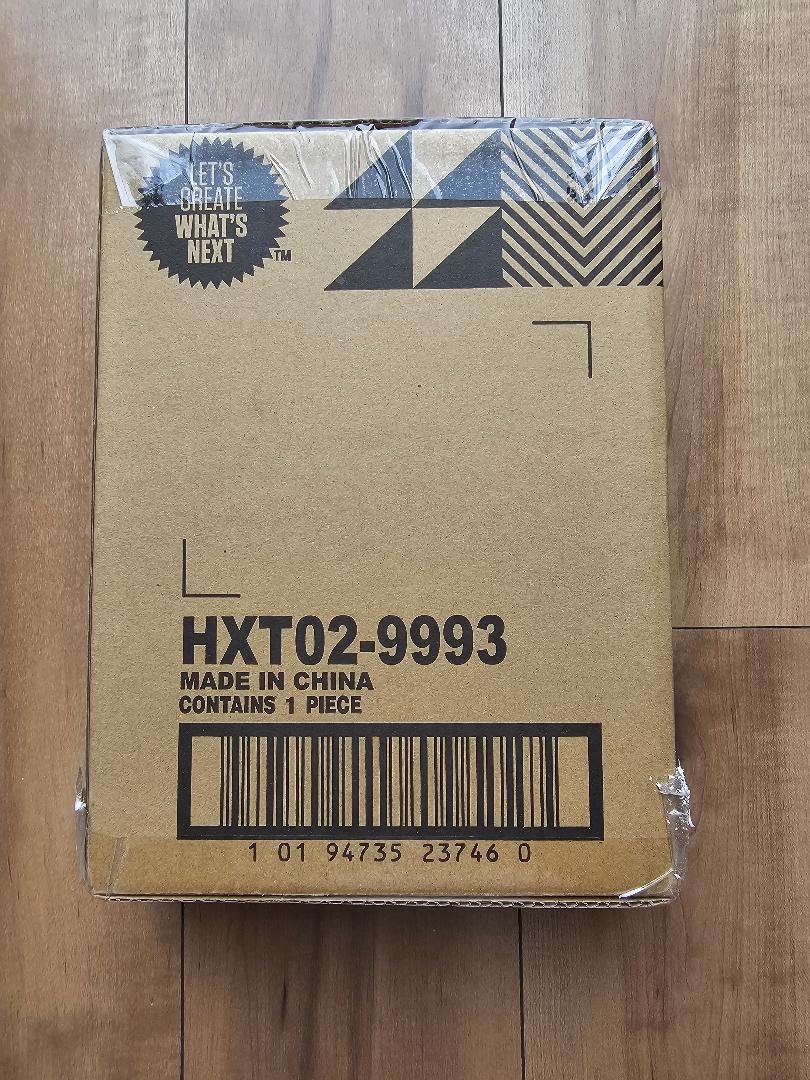 LET'S
CREATE
WHAT'S
NEXT
TM
HXT02-9993
MADE IN CHINA
CONTAINS 1 PIECE
1 01 94735 23746 0